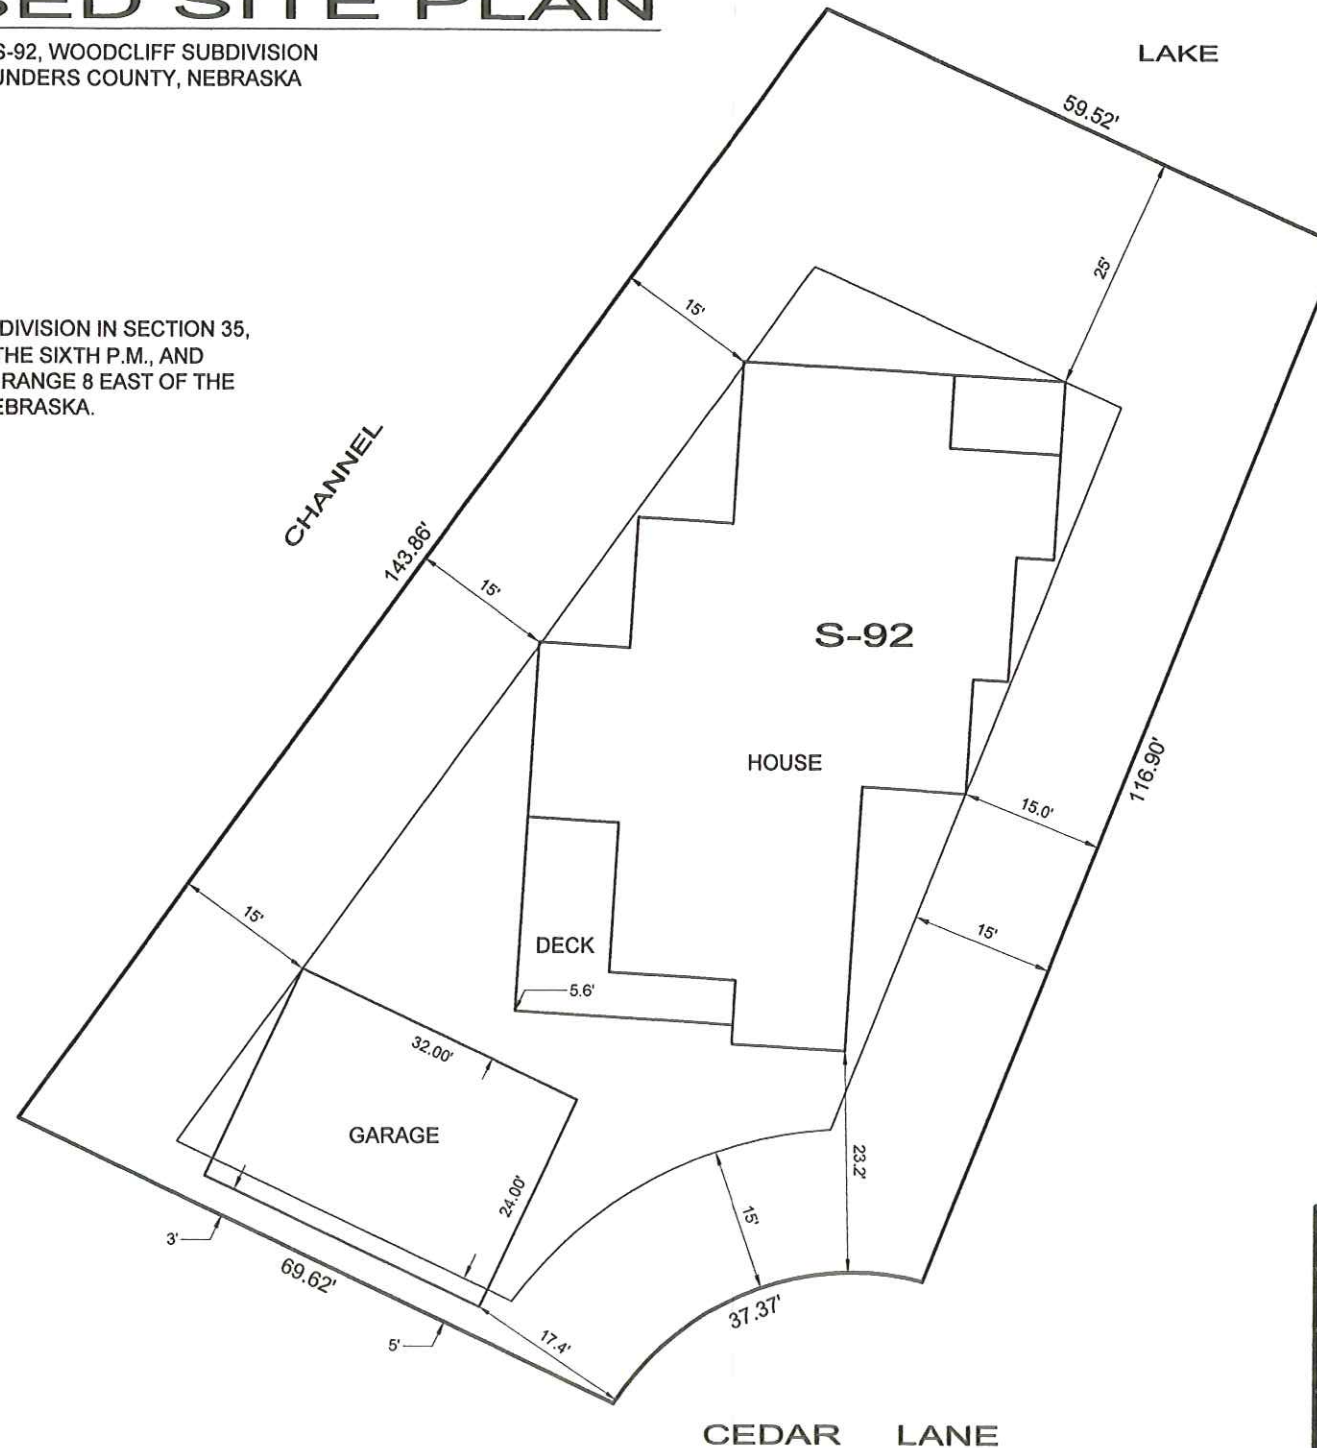 SITE PLAN
S-92, WOODCLIFF SUBDIVISION
COUNTY, NEBRASKA
LAKE
59.52'
25'
15'
DIVISION IN SECTION 35,
THE SIXTH P.M., AND
RANGE 8 EAST OF THE
CHANNEL
143.86'
15'
S-92
HOUSE
116.90'
15.0'
15'
15'
DECK
5.6'
32.00'
GARAGE
24.00'
23.2'
15'
3'
69.62'
37.37'
5'
17.4'
CEDAR LANE